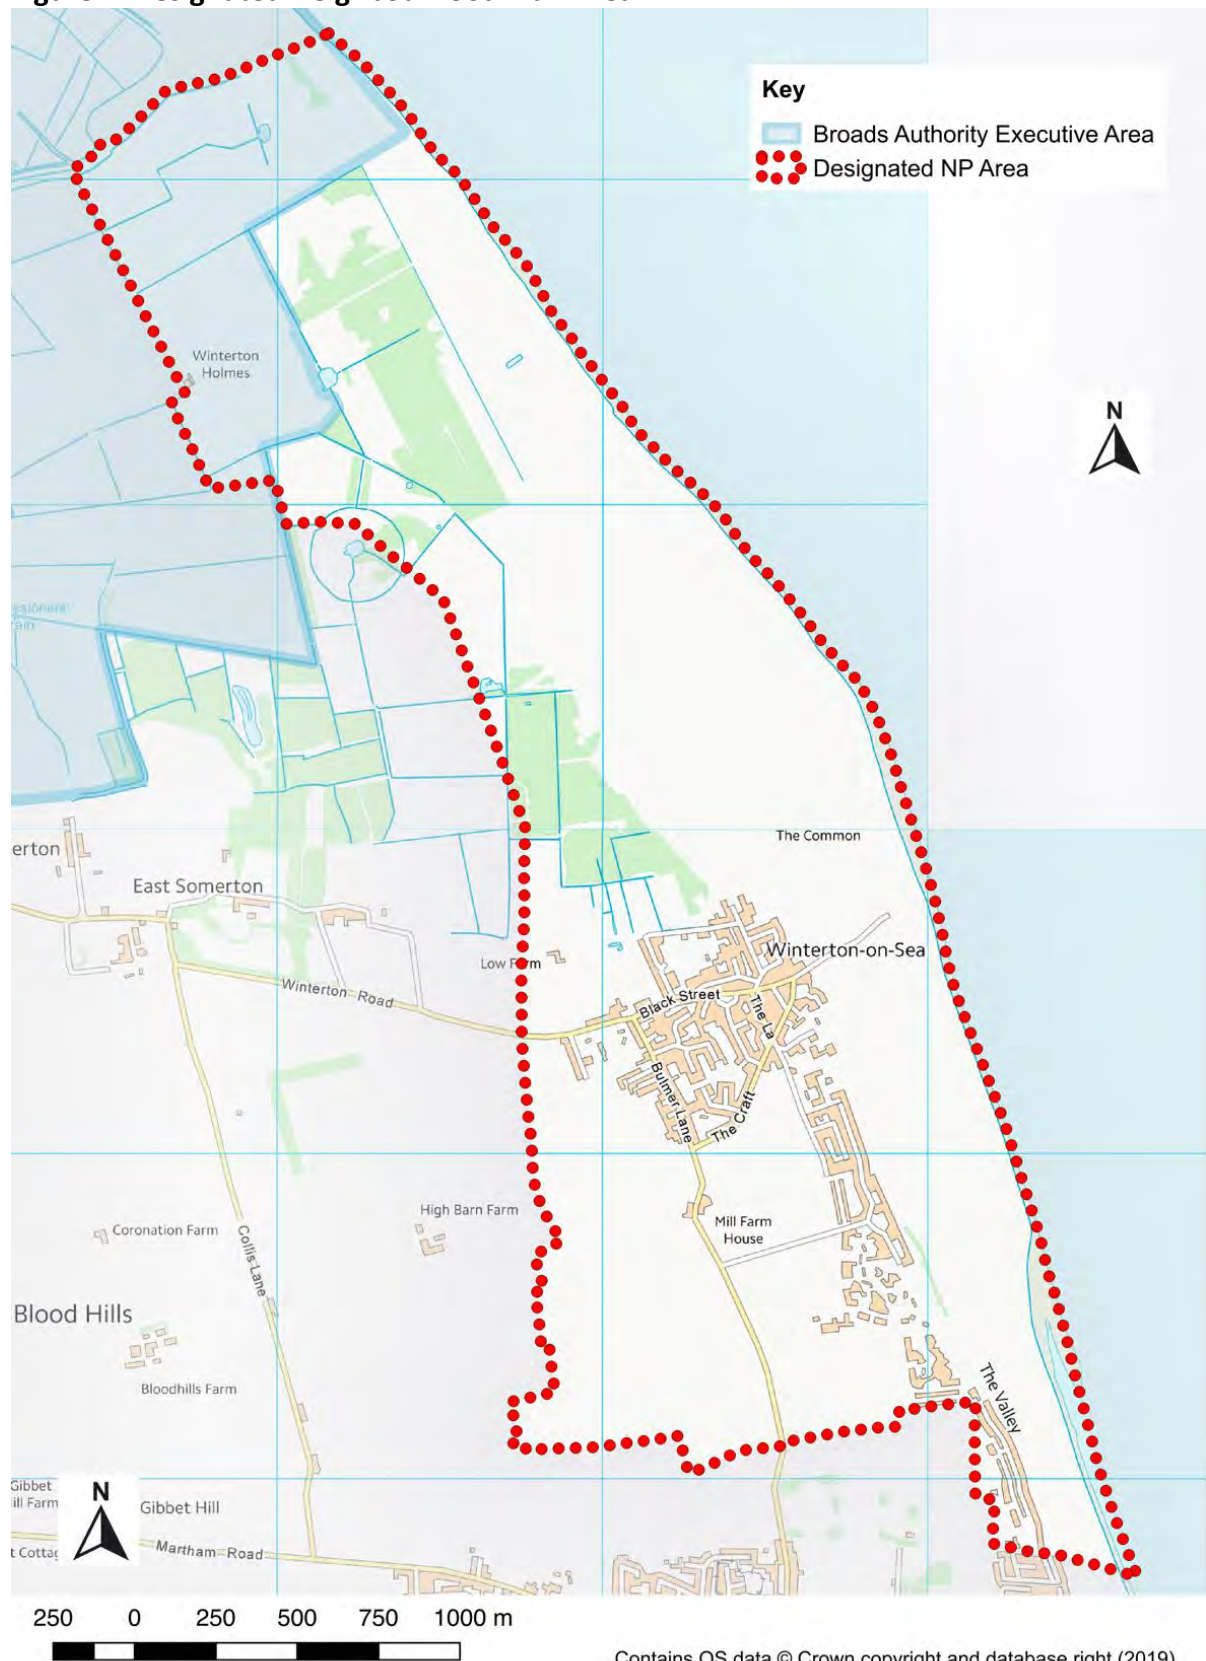 Key
Broads Authority Executive Area
Designated NP Area
Winterton
Holmes
N
The Common
erton
East Somerton
Winterton-on-Sea
Low Farm
Winterton Road
Black Street
The La
Bulmer Lane
The Craft
High Barn Farm
Coronation Farm
Mill Farm
House
Collis Lane
Blood Hills
Bloodhills Farm
The Valley
Gibbet
ill Farm
N
Gibbet Hill
t Cottag
Martham Road
250 0 250 500 750 1000 m
Contains OS data © Crown copyright and database right (2019)